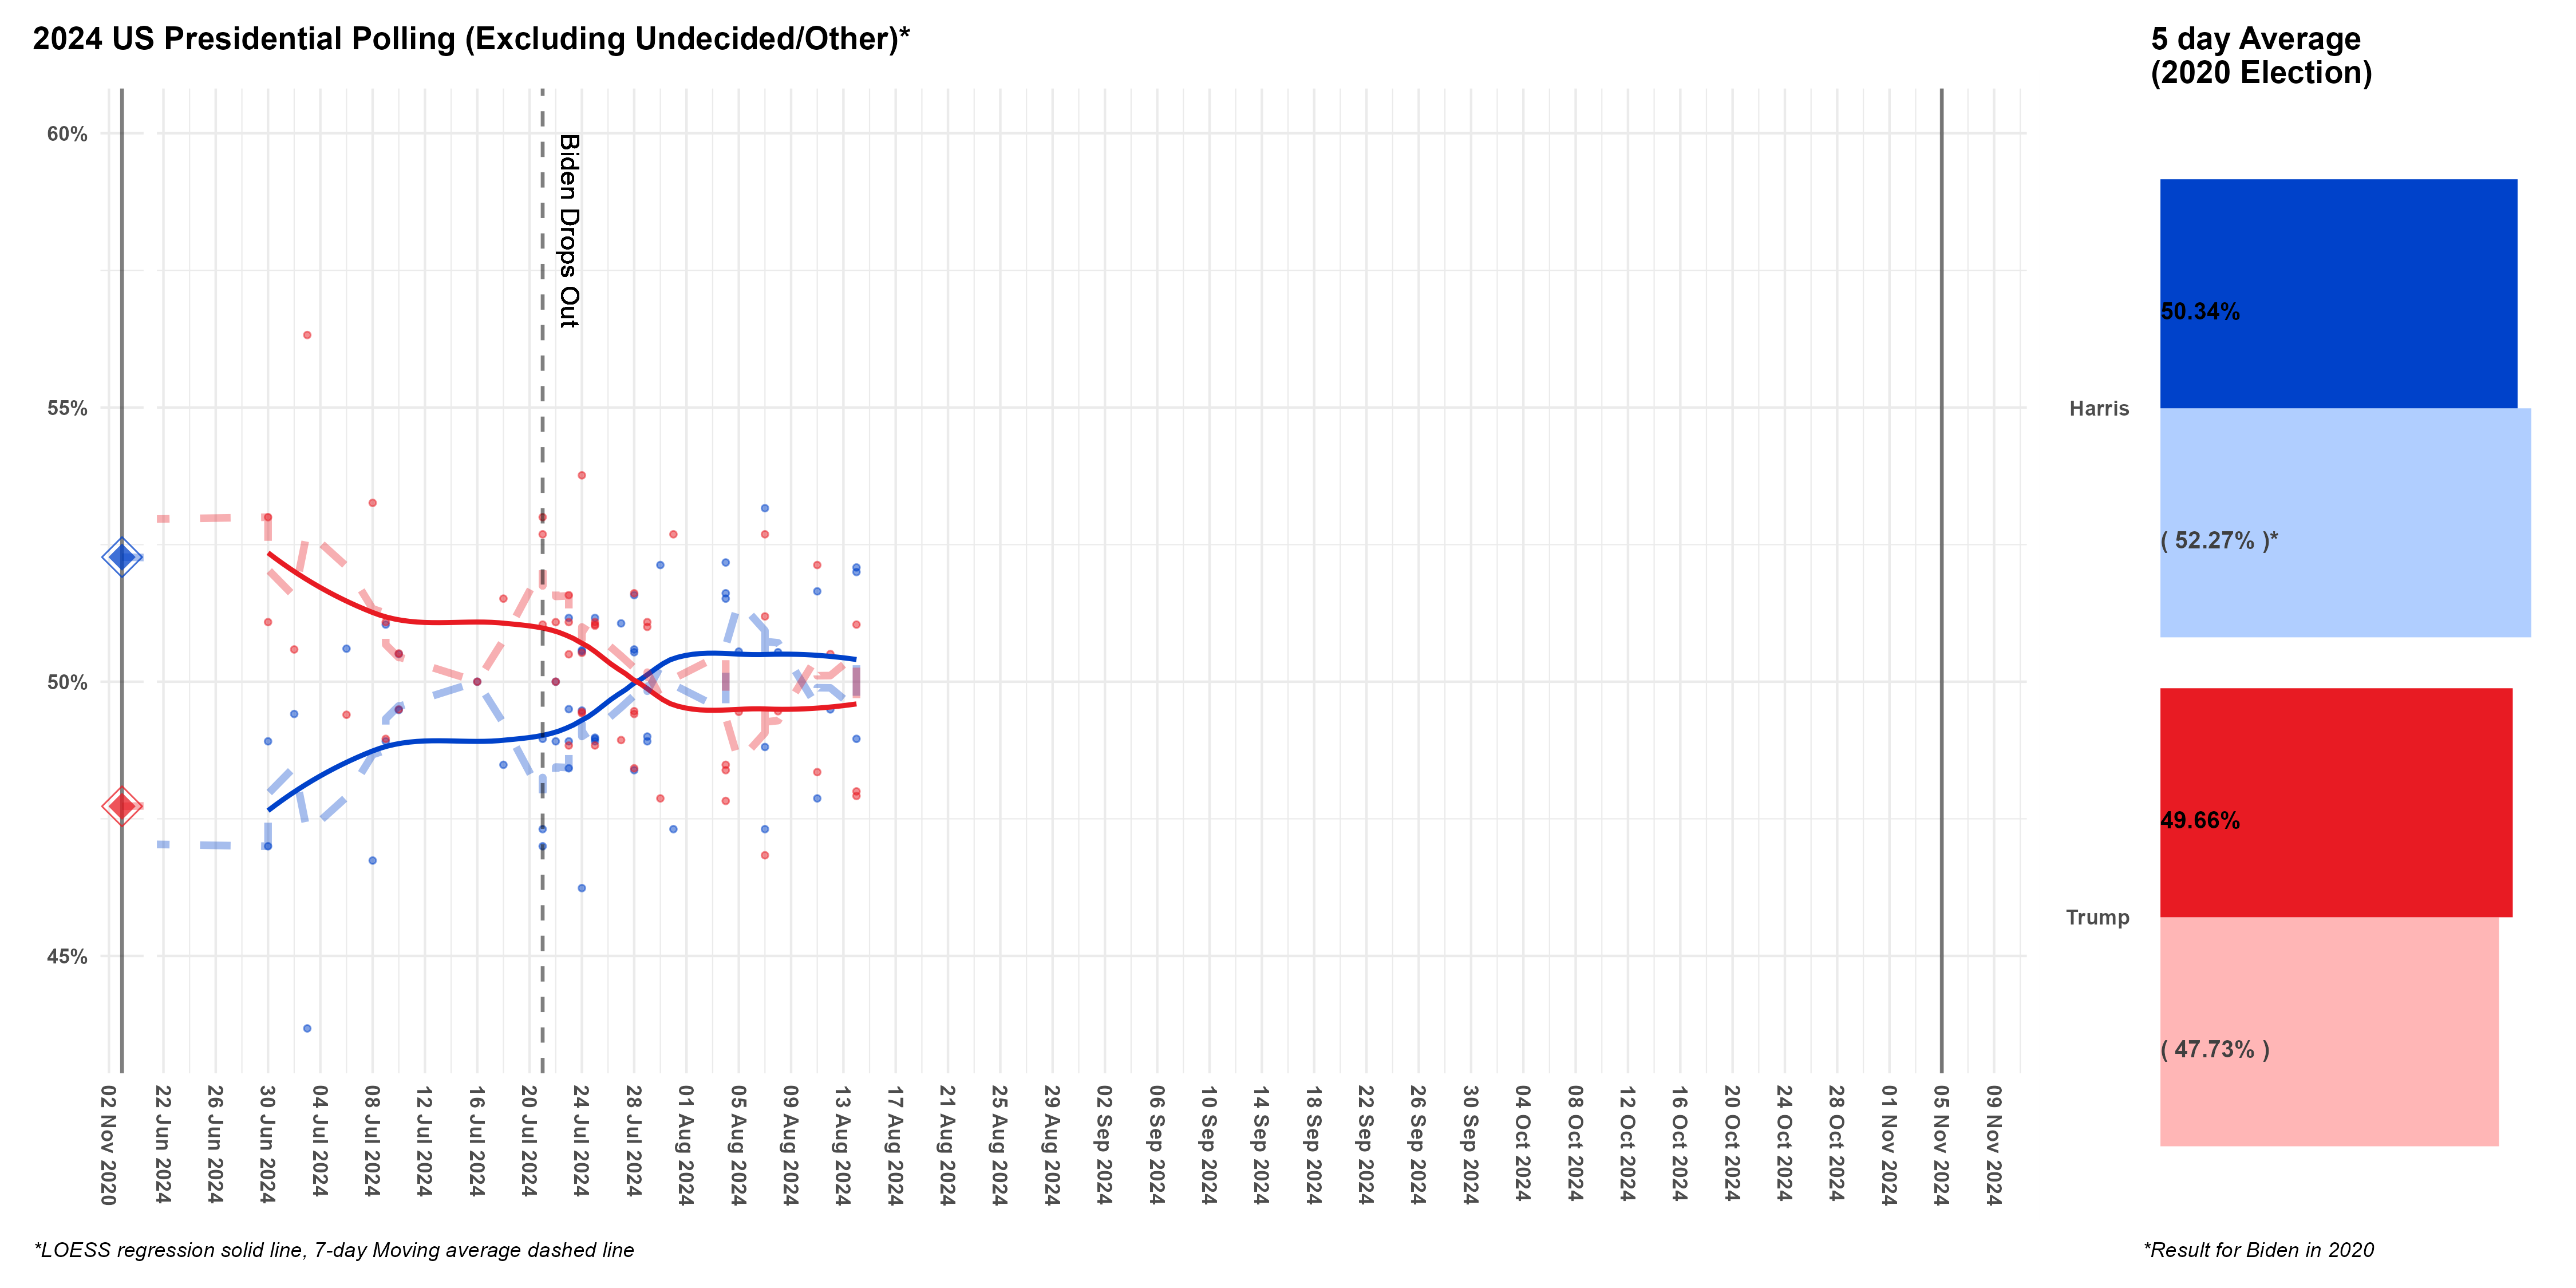 2024 US Presidential Polling (Excluding Undecided/Other)*
5 day Average
(2020 Election)
60%
55%
50%
45%
Biden Drops Out
02 Nov 2020
22 Jun 2024
26 Jun 2024
30 Jun 2024
04 Jul 2024
08 Jul 2024
12 Jul 2024
16 Jul 2024
20 Jul 2024
24 Jul 2024
28 Jul 2024
01 Aug 2024
05 Aug 2024
09 Aug 2024
13 Aug 2024
17 Aug 2024
21 Aug 2024
25 Aug 2024
29 Aug 2024
02 Sep 2024
06 Sep 2024
10 Sep 2024
14 Sep 2024
18 Sep 2024
22 Sep 2024
26 Sep 2024
30 Sep 2024
04 Oct 2024
08 Oct 2024
12 Oct 2024
16 Oct 2024
20 Oct 2024
24 Oct 2024
28 Oct 2024
01 Nov 2024
05 Nov 2024
09 Nov 2024
Harris
50.34%
( 52.27% )*
Trump
49.66%
( 47.73% )
*LOESS regression solid line, 7-day Moving average dashed line
*Result for Biden in 2020